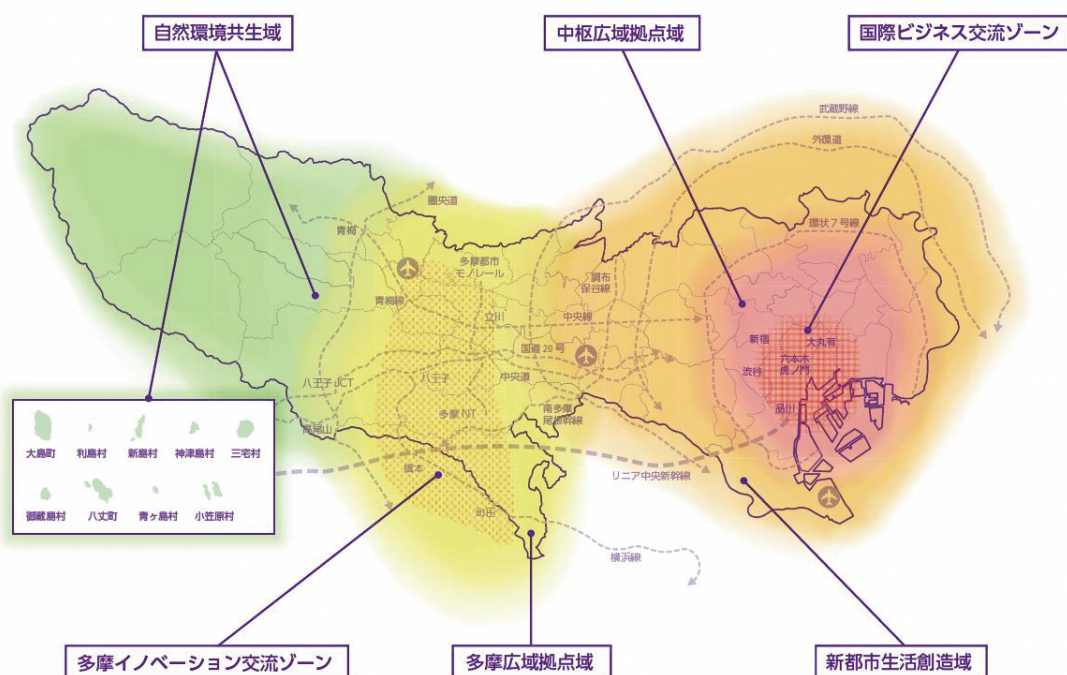 自然環境共生域
中枢広域拠点域
国際ビジネス交流ゾーン
武蔵野線
外環道
圏央道
環状7号線
青梅
多摩都市
モノレール
調布
保谷線
青梅線
立川
中央線
新宿
大丸有
国道20号
六本木
虎ノ門
渋谷
八王子JCT
八王子
中央道
品川
多摩NT
南多摩
尾根幹線
高尾山
大島町
利島村
新島村
神津島村
三宅村
橋本
リニア中央新幹線
御蔵島村
八丈町
青ヶ島村
小笠原村
町田
横浜線
多摩イノベーション交流ゾーン
多摩広域拠点域
新都市生活創造域